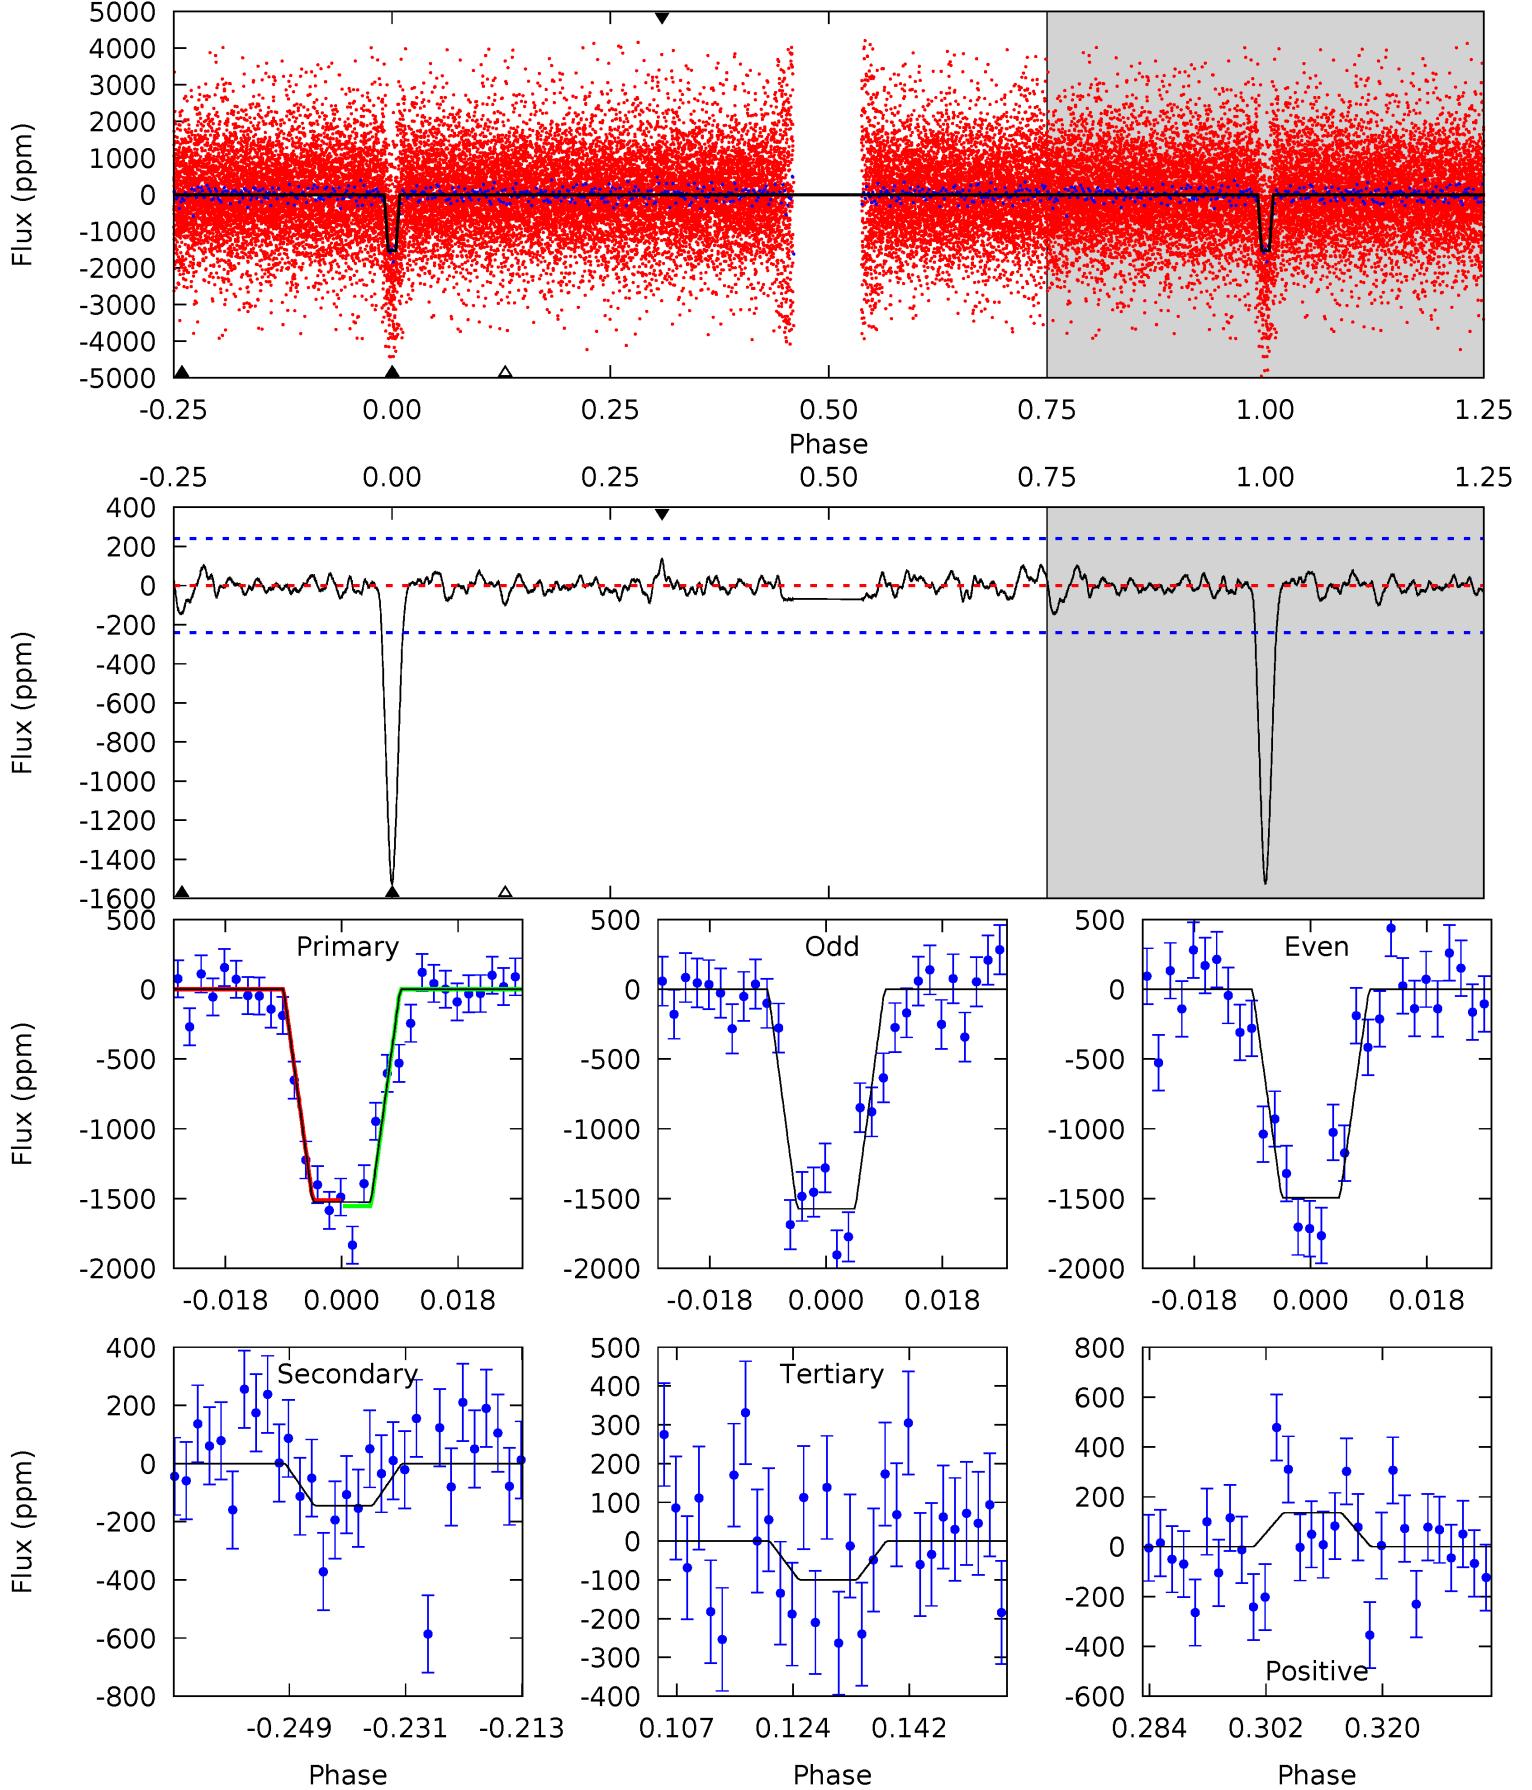 5000
4000
3000
2000
1000
0
-1000
-2000
-3000
-4000
-5000
Flux (ppm)
-0.25 0.00 0.25 0.50 0.75 1.00 1.25
Phase
-0.25 0.00 0.25 0.50 0.75 1.00 1.25
400
200
0
-200
-400
-600
-800
-1000
-1200
-1400
-1600
Flux (ppm)
Primary
500
0
-500
-1000
-1500
-2000
Flux (ppm)
-0.018 0.000 0.018
Odd
500
0
-500
-1000
-1500
-2000
-0.018 0.000 0.018
Even
500
0
-500
-1000
-1500
-2000
-0.018 0.000 0.018
Secondary
400
200
0
-200
-400
-600
-800
Flux (ppm)
-0.249 -0.231 -0.213
Phase
Tertiary
500
400
300
200
100
0
-100
-200
-300
-400
0.107 0.124 0.142
Phase
800
600
400
200
0
-200
-400
-600
Positive
0.284 0.302 0.320
Phase